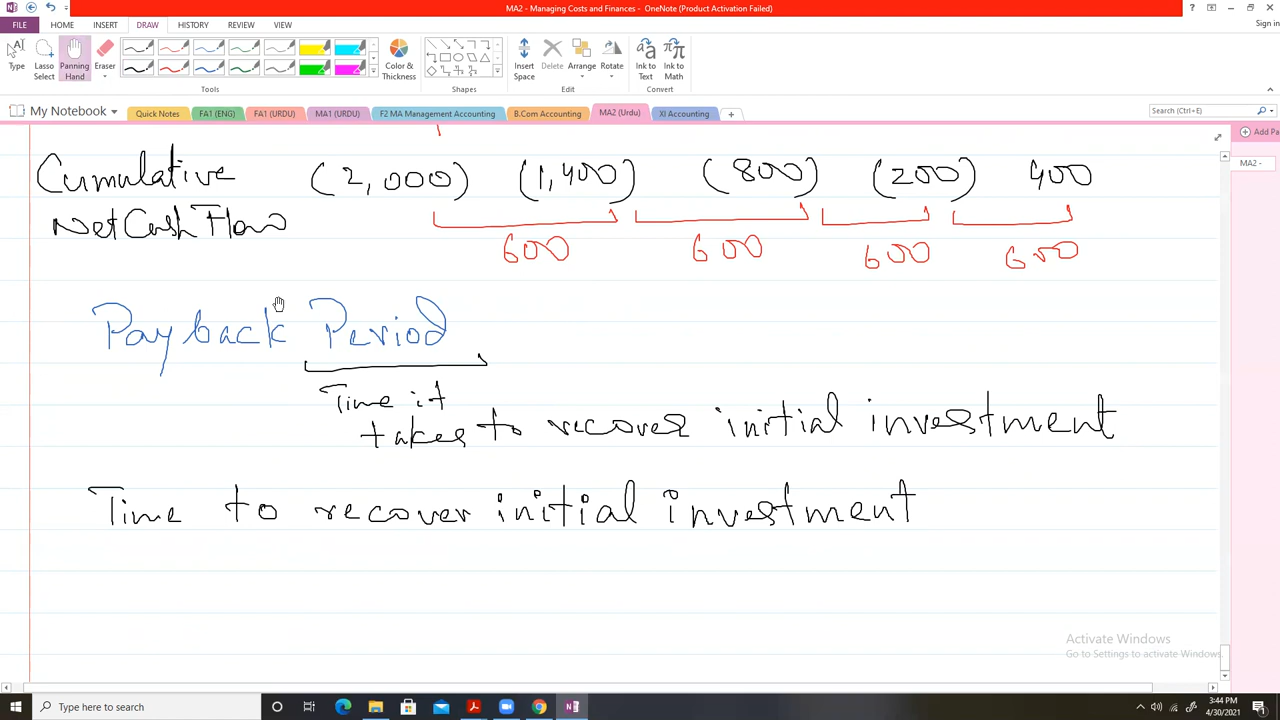 MA2 - Managing Costs and Finances - OneNote (Product Activation Failed)
FILE HOME INSERT DRAW HISTORY REVIEW VIEW
Sign in
Type Lasso Select Panning Hand Eraser Color & Thickness Insert Space Delete Arrange Rotate Ink to Text Ink to Math
Tools Shapes Edit Convert
My Notebook Quick Notes FA1 (ENG) FA1 (URDU) MA1 (URDU) F2 MA Management Accounting B.Com Accounting MA2 (Urdu) XI Accounting Search (Ctrl+E)
Add Pa
MA2 -
Cumulative (2,000) (1,400) (800) (200) 400
Net Cash Flow
600 600 600 600
Payback Period
Time it
takes to recover initial investment
Time to recover initial investment
Activate Windows
Go to Settings to activate Windows.
Type here to search
3:44 PM
4/30/2021